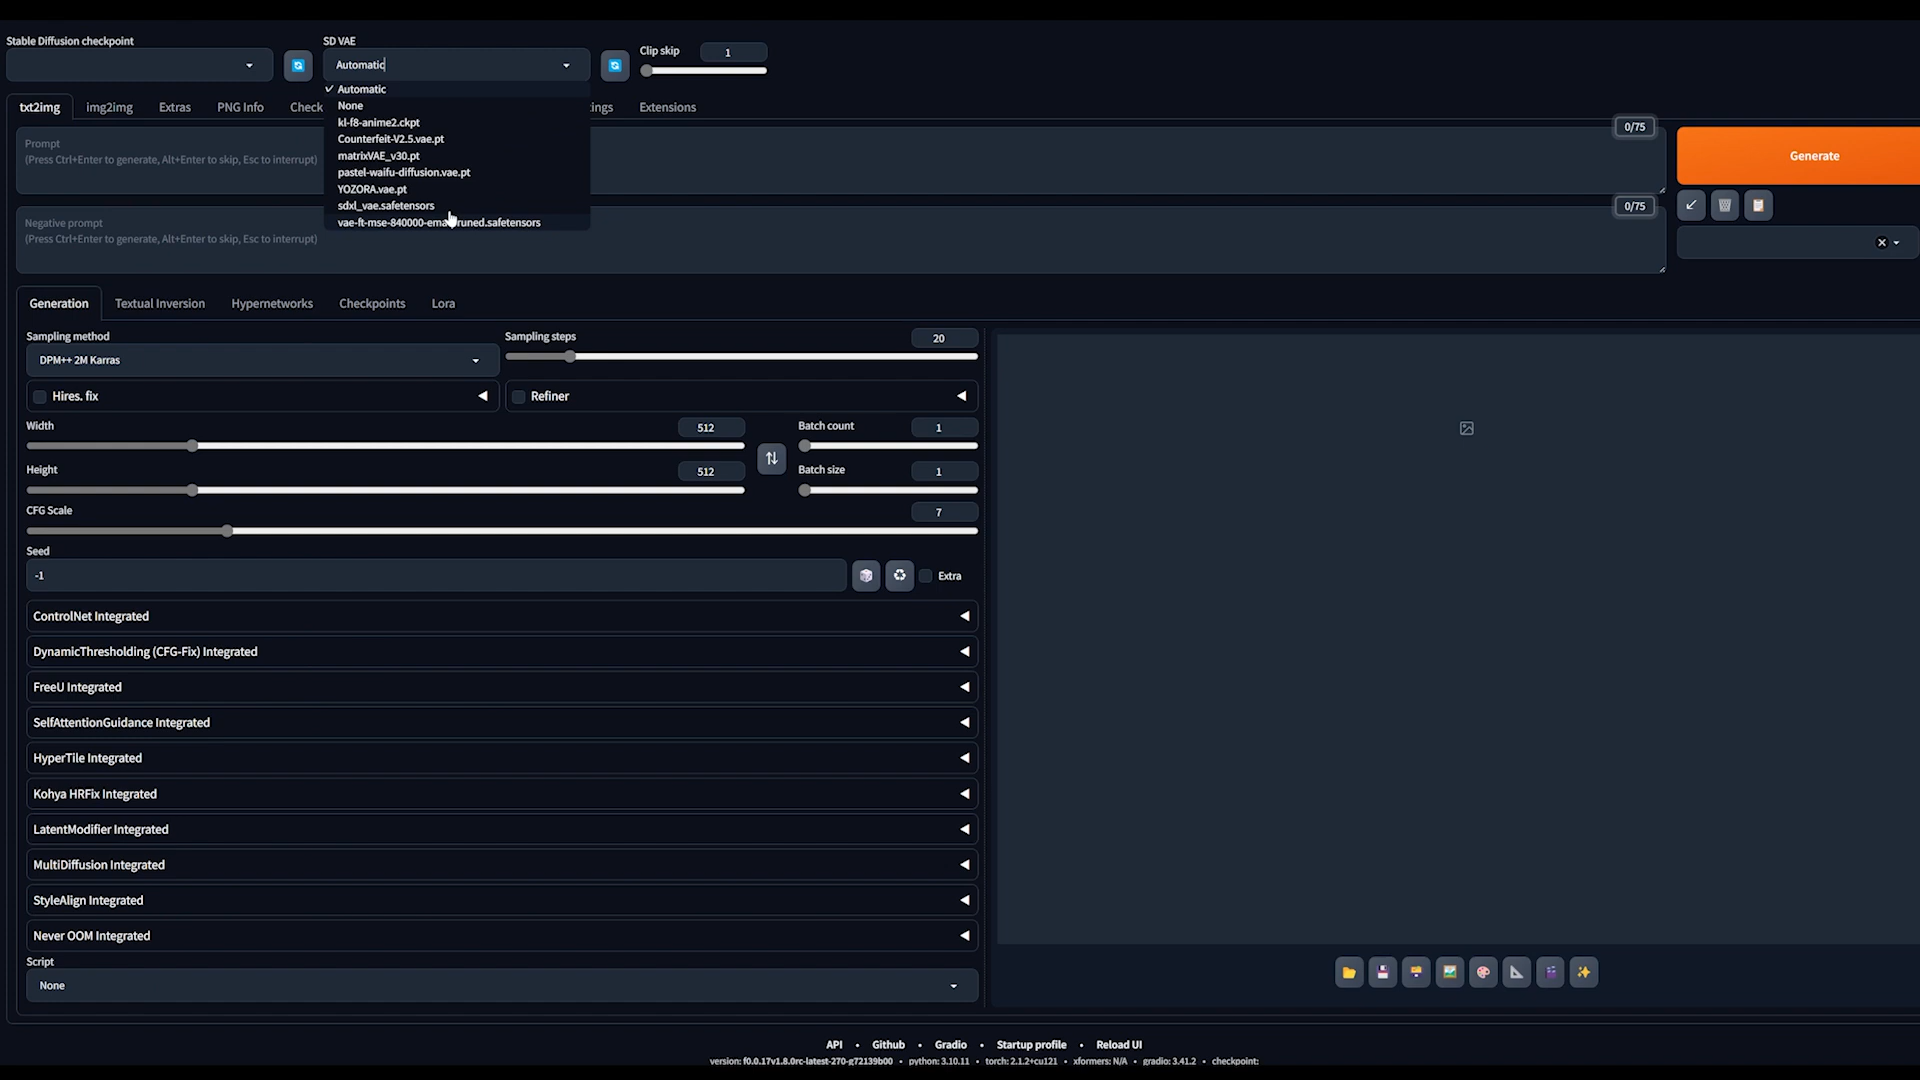 Stable Diffusion checkpoint
SD VAE
Automatic
Clip skip
1
Automatic
None
kl-f8-anime2.ckpt
Counterfeit-V2.5.vae.pt
matrixVAE_v30.pt
pastel-waifu-diffusion.vae.pt
YOZORA.vae.pt
sdxl_vae.safetensors
vae-ft-mse-840000-ema runed.safetensors
txt2img
img2img
Extras
PNG Info
Check
ngs
Extensions
Prompt
(Press Ctrl+Enter to generate, Alt+Enter to skip, Esc to interrupt)
0/75
Generate
Negative prompt
(Press Ctrl+Enter to generate, Alt+Enter to skip, Esc to interrupt)
0/75
Generation
Textual Inversion
Hypernetworks
Checkpoints
Lora
Sampling method
DPM++ 2M Karras
Sampling steps
20
Hires. fix
Refiner
Width
512
Batch count
1
Height
512
Batch size
1
CFG Scale
7
Seed
-1
Extra
ControlNet Integrated
DynamicThresholding (CFG-Fix) Integrated
FreeU Integrated
SelfAttentionGuidance Integrated
HyperTile Integrated
Kohya HRFix Integrated
LatentModifier Integrated
MultiDiffusion Integrated
StyleAlign Integrated
Never OOM Integrated
Script
None
API • Github • Gradio • Startup profile • Reload UI
version: f0.0.17v1.8.0rc-latest-270-g72139b00 • python: 3.10.11 • torch: 2.1.2+cu121 • xformers: N/A • gradio: 3.41.2 • checkpoint: